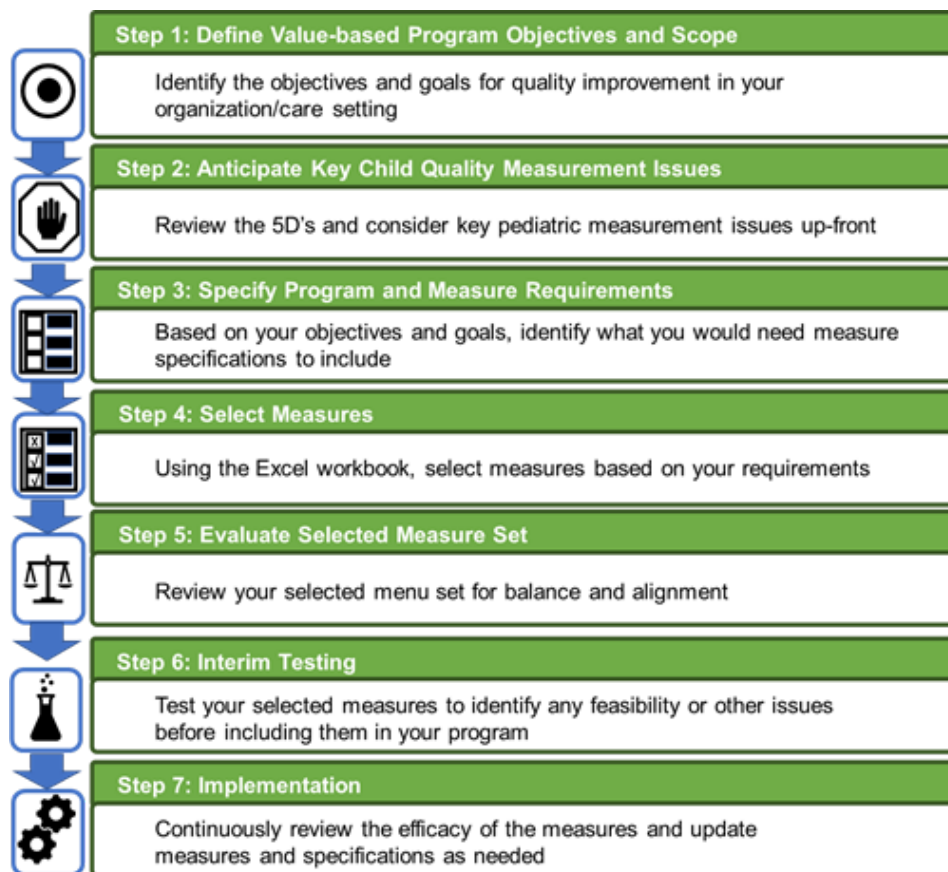 Step 1: Define Value-based Program Objectives and Scope
Identify the objectives and goals for quality improvement in your
organization/care setting
Step 2: Anticipate Key Child Quality Measurement Issues
Review the 5D's and consider key pediatric measurement issues up-front
Step 3: Specify Program and Measure Requirements
Based on your objectives and goals, identify what you would need measure
specifications to include
Step 4: Select Measures
Using the Excel workbook, select measures based on your requirements
Step 5: Evaluate Selected Measure Set
Review your selected menu set for balance and alignment
Step 6: Interim Testing
Test your selected measures to identify any feasibility or other issues
before including them in your program
Step 7: Implementation
Continuously review the efficacy of the measures and update
measures and specifications as needed